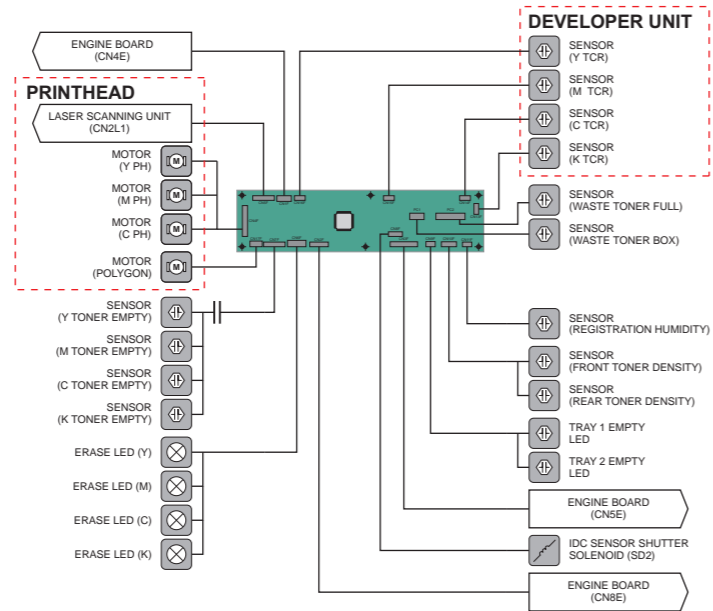 ENGINE BOARD
(CN4E)
PRINTHEAD
LASER SCANNING UNIT
(CN2L1)
MOTOR
(Y PH)
MOTOR
(M PH)
MOTOR
(C PH)
MOTOR
(POLYGON)
M
M
M
M
SENSOR
(Y TONER EMPTY)
SENSOR
(M TONER EMPTY)
SENSOR
(C TONER EMPTY)
SENSOR
(K TONER EMPTY)
ERASE LED (Y)
ERASE LED (M)
ERASE LED (C)
ERASE LED (K)
DEVELOPER UNIT
SENSOR
(Y TCR)
SENSOR
(M TCR)
SENSOR
(C TCR)
SENSOR
(K TCR)
SENSOR
(WASTE TONER FULL)
SENSOR
(WASTE TONER BOX)
SENSOR
(REGISTRATION HUMIDITY)
SENSOR
(FRONT TONER DENSITY)
SENSOR
(REAR TONER DENSITY)
TRAY 1 EMPTY
LED
TRAY 2 EMPTY
LED
ENGINE BOARD
(CN5E)
IDC SENSOR SHUTTER
SOLENOID (SD2)
ENGINE BOARD
(CN8E)